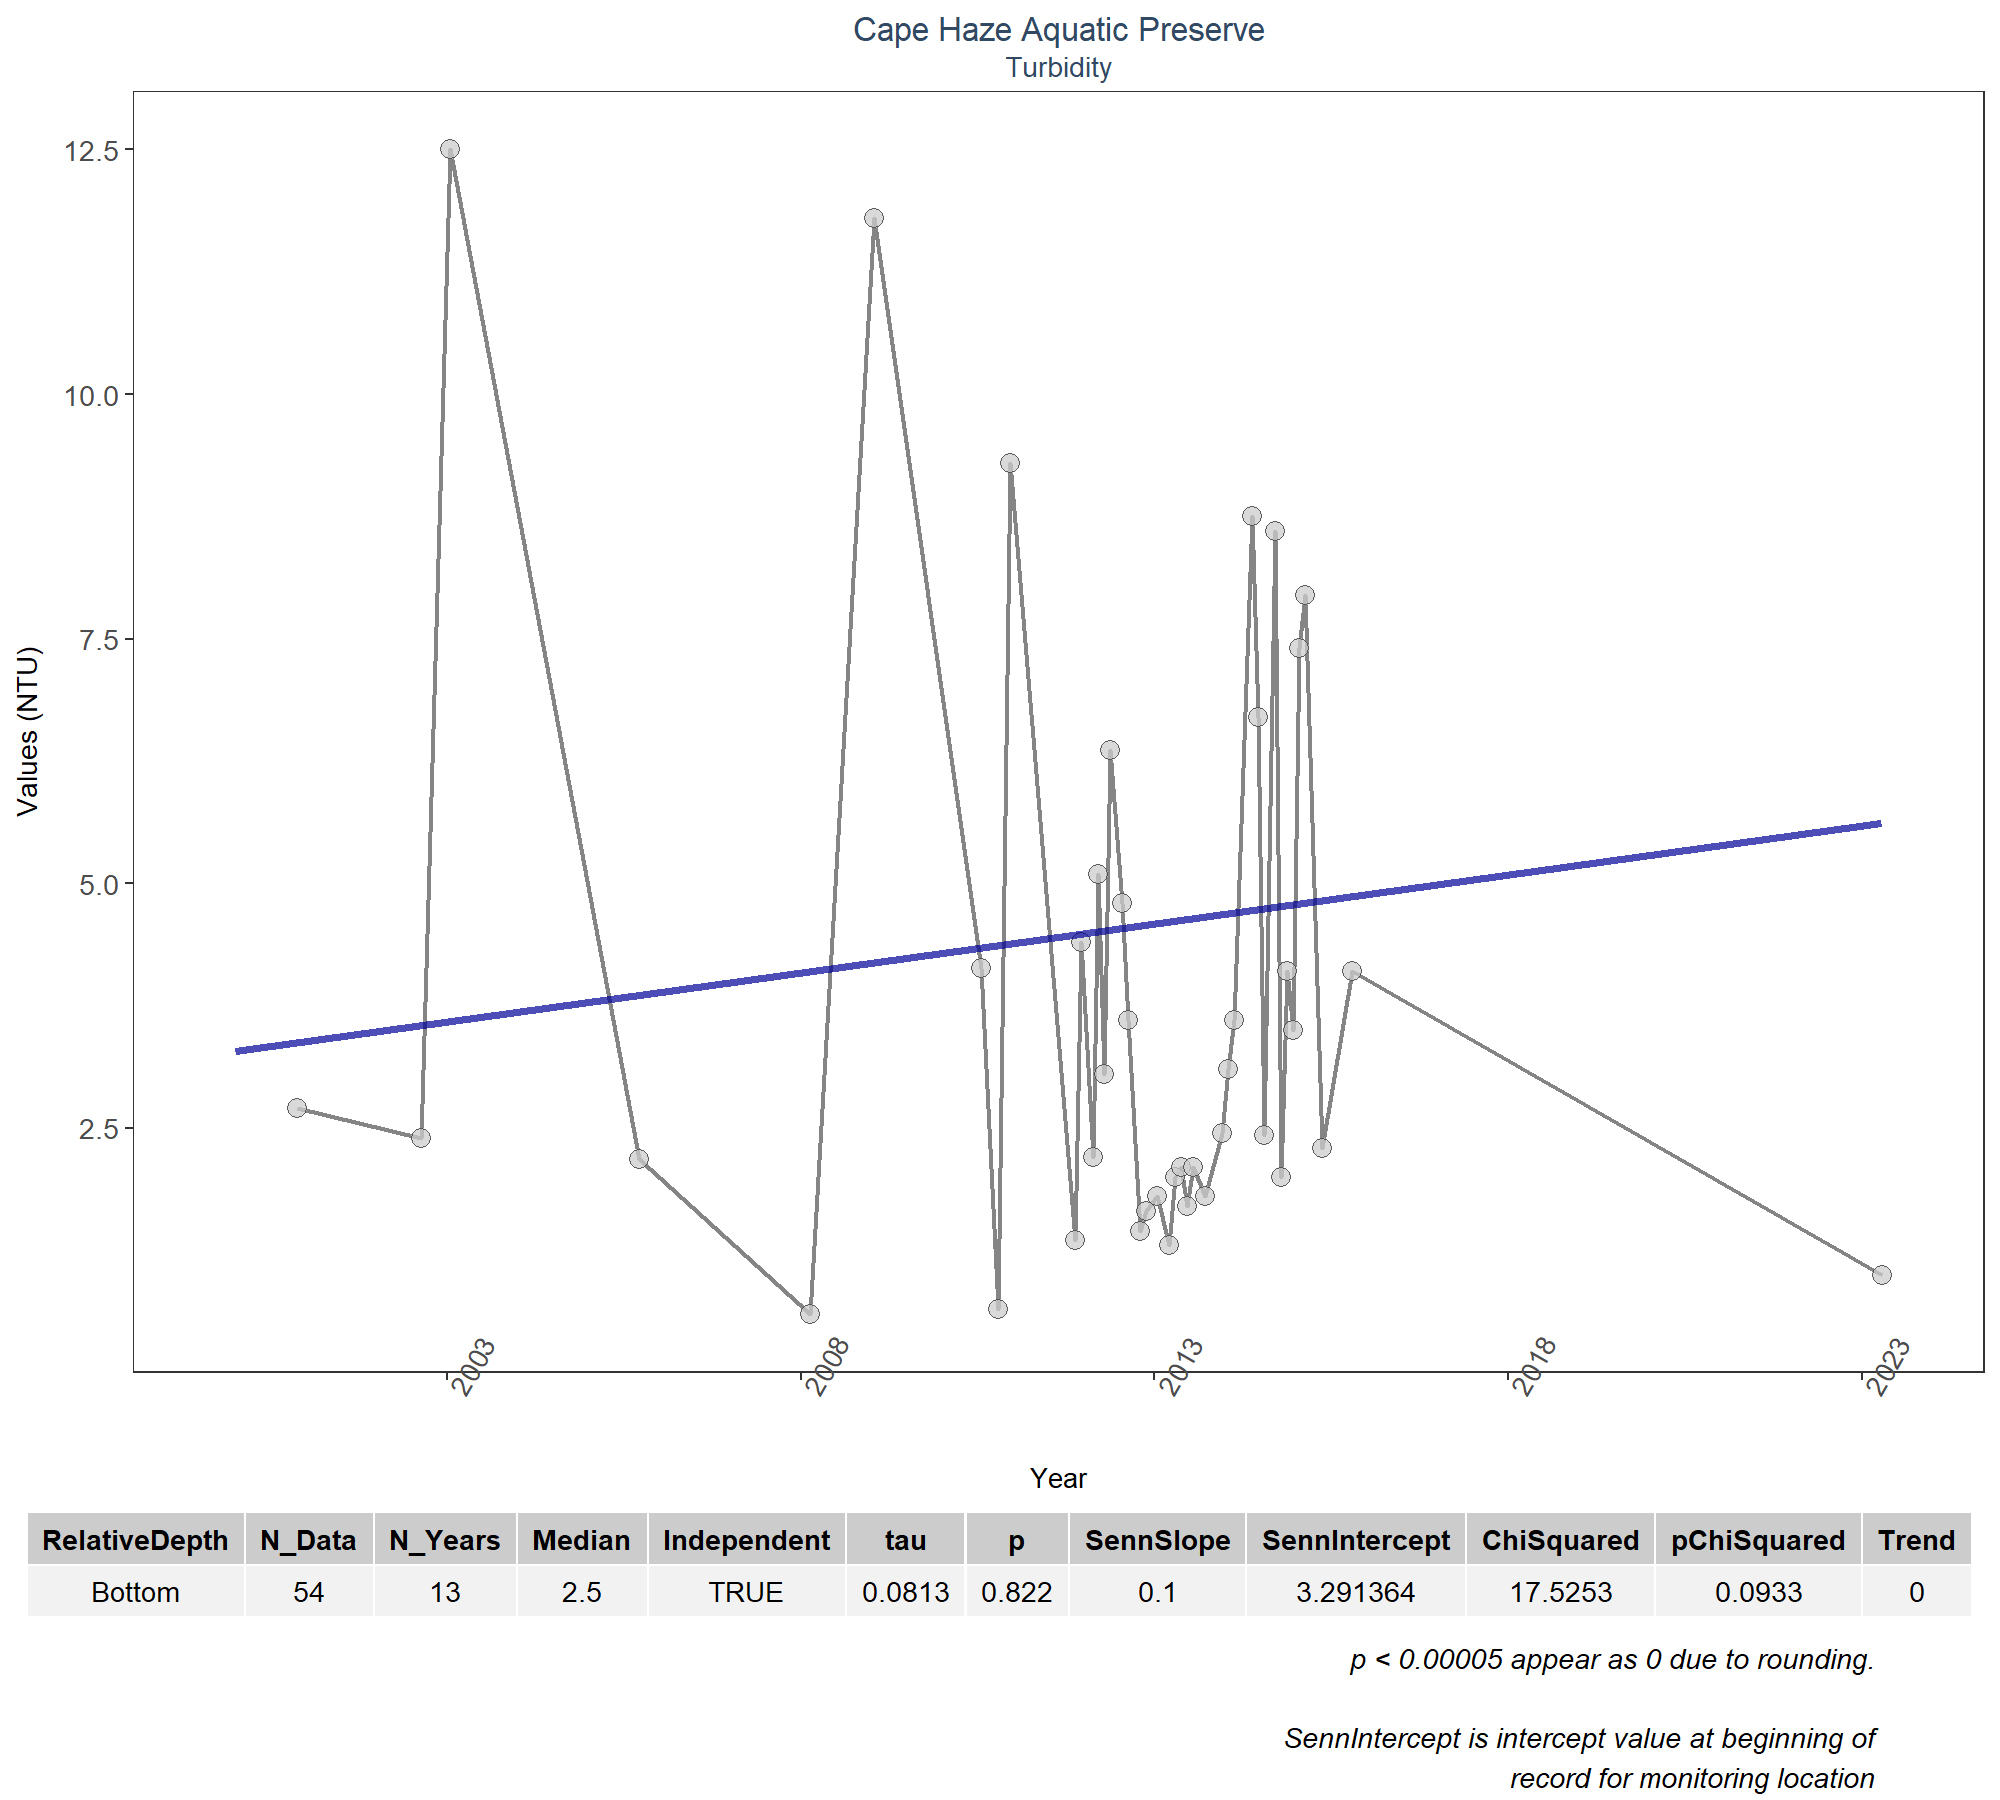 Cape Haze Aquatic Preserve
Turbidity
12.5
10.0
7.5
5.0
2.5
Values (NTU)
2003 2008 2013 2018 2023
Year
RelativeDepth N_Data N_Years Median Independent tau p SennSlope SennIntercept ChiSquared pChiSquared Trend
Bottom 54 13 2.5 TRUE 0.0813 0.822 0.1 3.291364 17.5253 0.0933 0
p < 0.00005 appear as 0 due to rounding.
SennIntercept is intercept value at beginning of
record for monitoring location